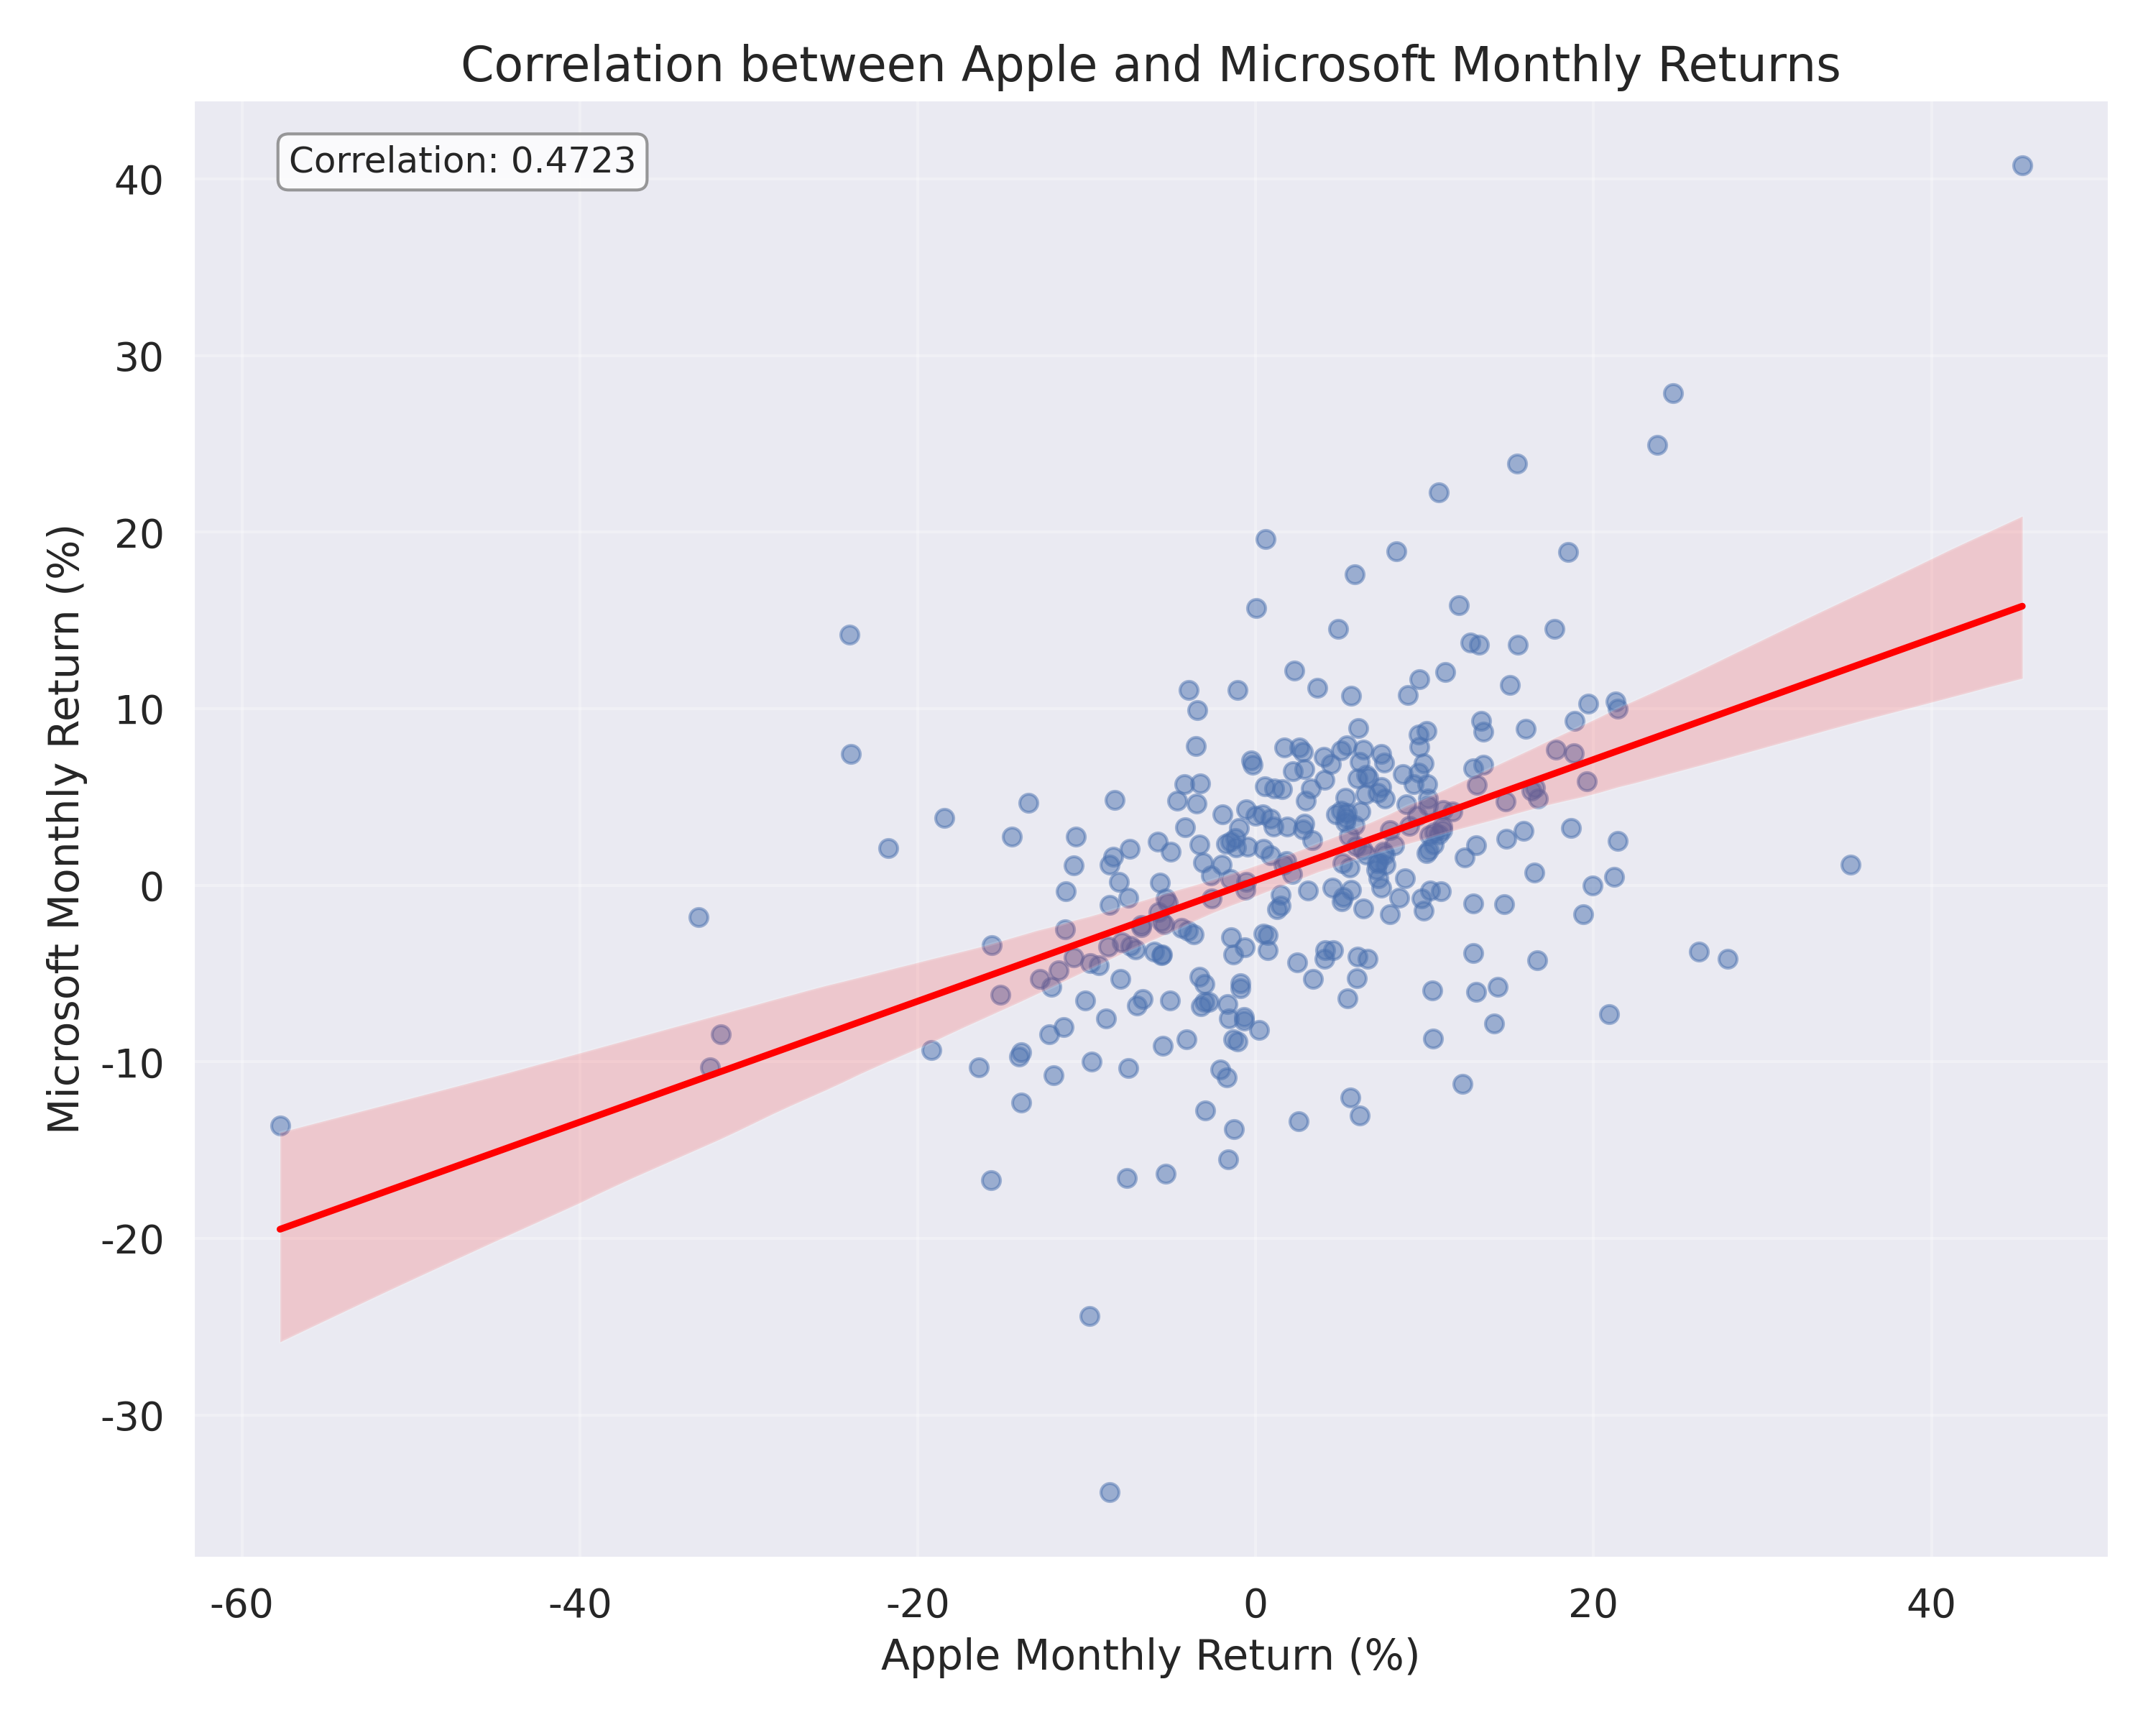 Correlation between Apple and Microsoft Monthly Returns
Correlation: 0.4723
40
30
20
10
0
-10
-20
-30
Microsoft Monthly Return (%)
-60 -40 -20 0 20 40
Apple Monthly Return (%)